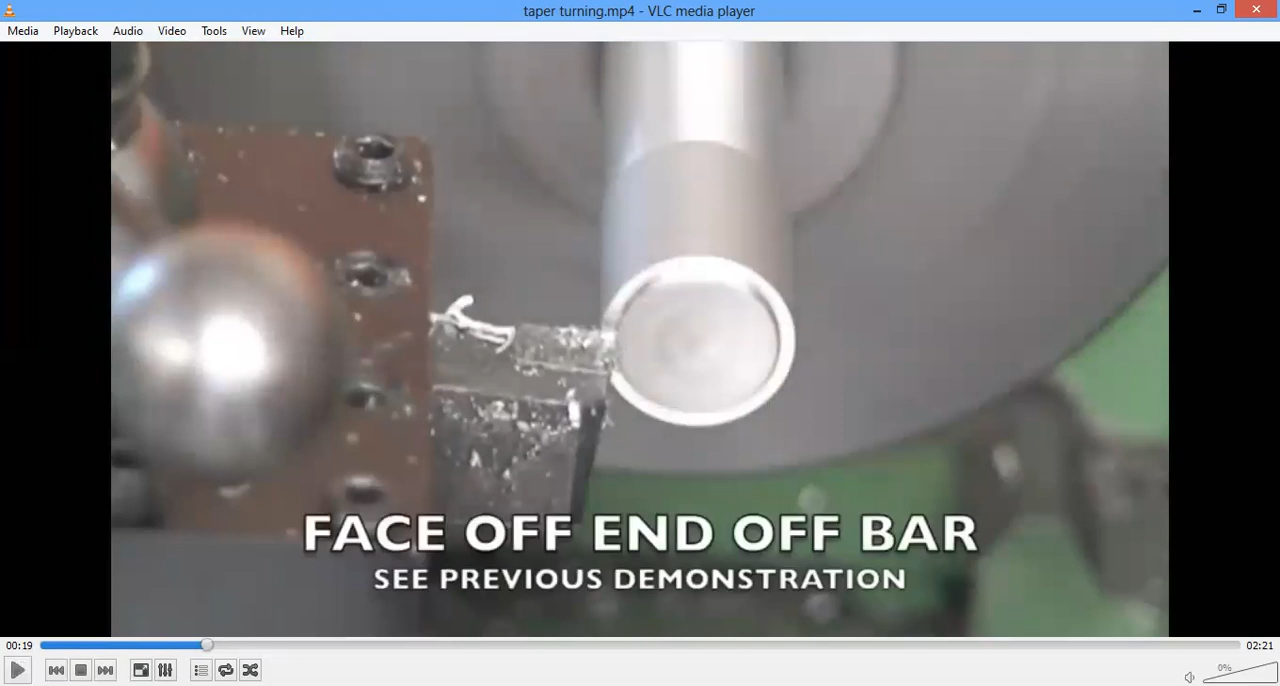 taper turning.mp4 - VLC media player
Media Playback Audio Video Tools View Help
FACE OFF END OFF BAR
SEE PREVIOUS DEMONSTRATION
00:19 02:21
0%